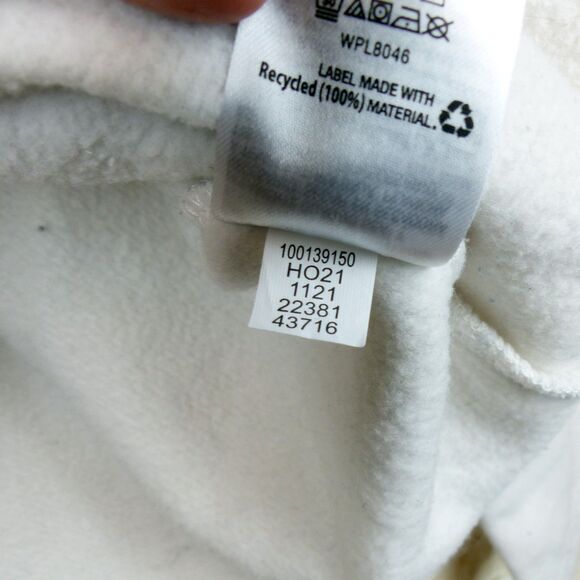 WPL8046
LABEL MADE WITH
Recycled (100%) MATERIAL.
100139150
HO21
1121
22381
43716